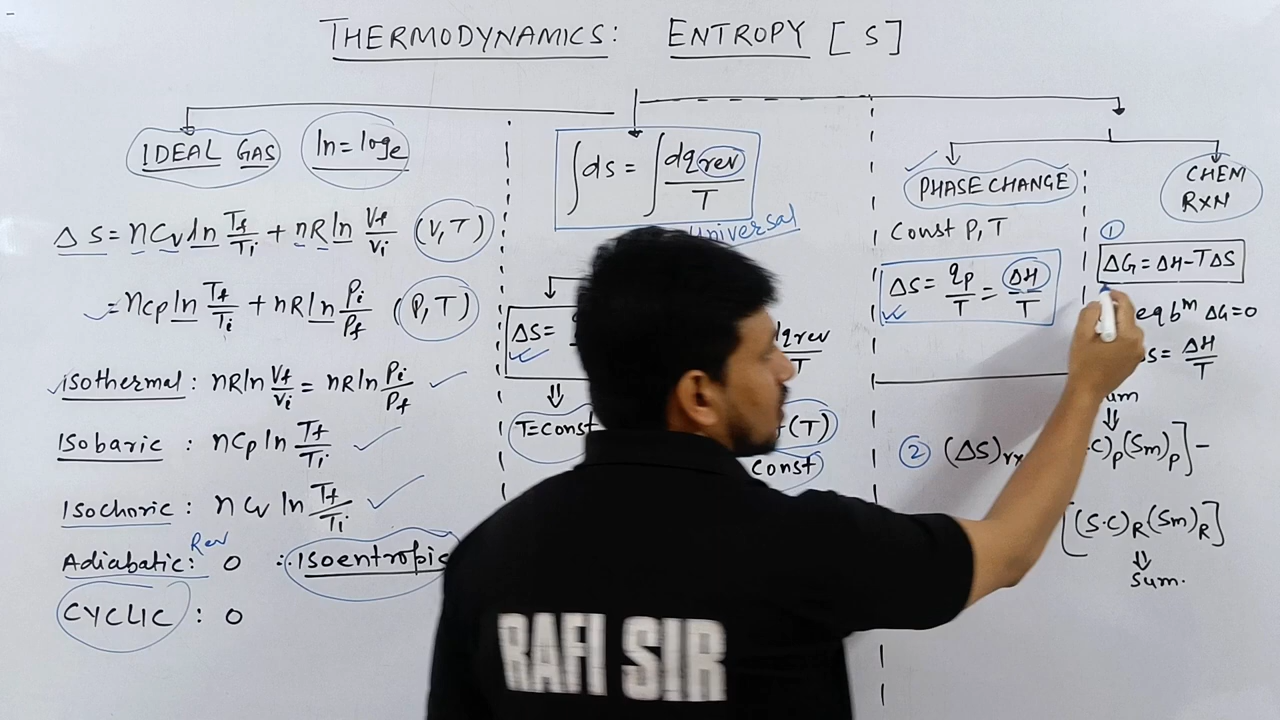 THERMODYNAMICS: ENTROPY [S]
IDEAL GAS
ln = logₑ
ΔS = nCv ln Tf/Ti + nR ln Vf/Vi (V,T)
= nCp ln Tf/Ti + nR ln Pi/Pf (P,T)
Isothermal: nR ln Vf/Vi = nR ln Pi/Pf
Isobaric : nCp ln Tf/Ti
Isochoric : nCv ln Tf/Ti
Adiabatic: Rev 0 ∴ Isoentropic
CYCLIC : 0
∫ds = ∫dqrev/T
Universal
ΔS=
dqrev/T
⇓
T=const
(T)
const
PHASE CHANGE
Const P, T
ΔS = qp/T = ΔH/T
CHEM
RXN
①
ΔG = ΔH-TΔS
eqbᵐ ΔG=0
S = ΔH/T
um
⇓
② (ΔS)r C)P(Sm)P] -
[(S.C)R(Sm)R]
⇓
Sum.
RAFI SIR